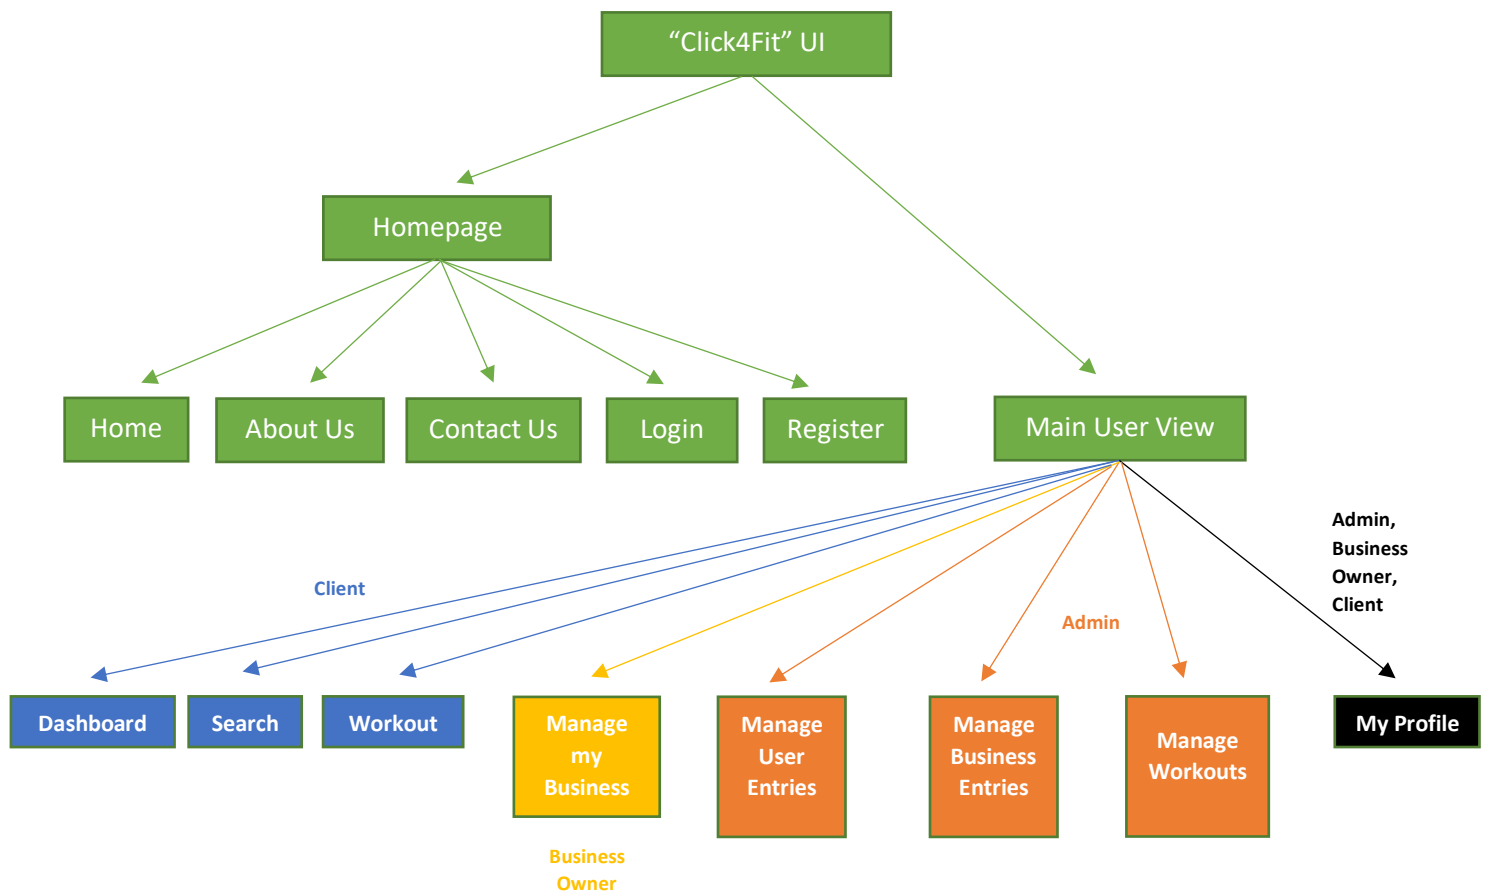 “Click4Fit” UI
Homepage
Home
About Us
Contact Us
Login
Register
Main User View
Admin,
Business
Owner,
Client
Client
Admin
Dashboard
Search
Workout
Manage
my
Business
Manage
User
Entries
Manage
Business
Entries
Manage
Workouts
My Profile
Business
Owner